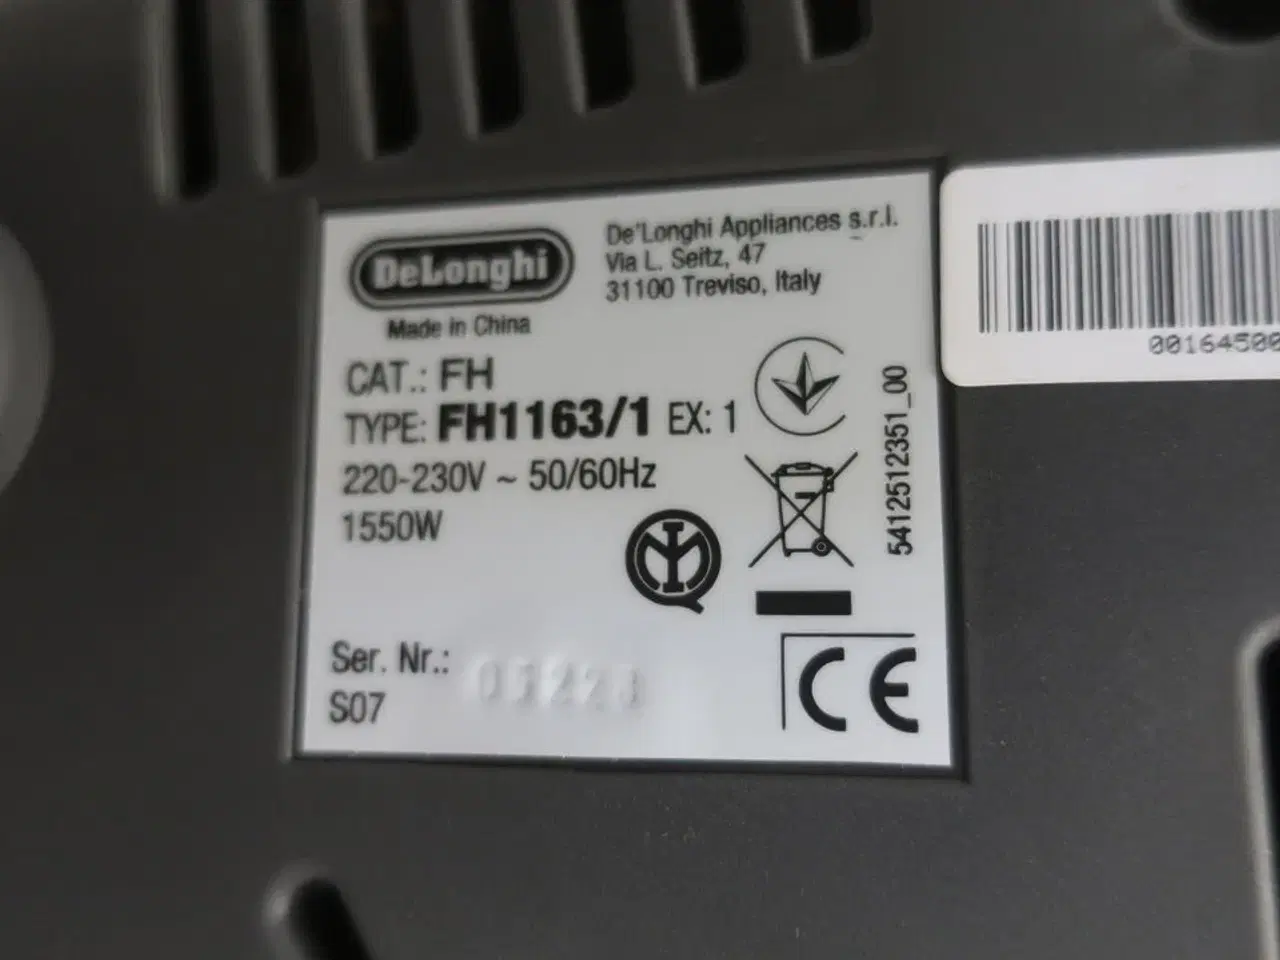 DeLonghi
Made in China
De'Longhi Appliances s.r.l.
Via L. Seitz, 47
31100 Treviso, Italy
CAT.: FH
TYPE: FH1163/1 EX: 1
220-230V ~ 50/60Hz
1550W
5412512351_00
Ser. Nr.:
S07
CE